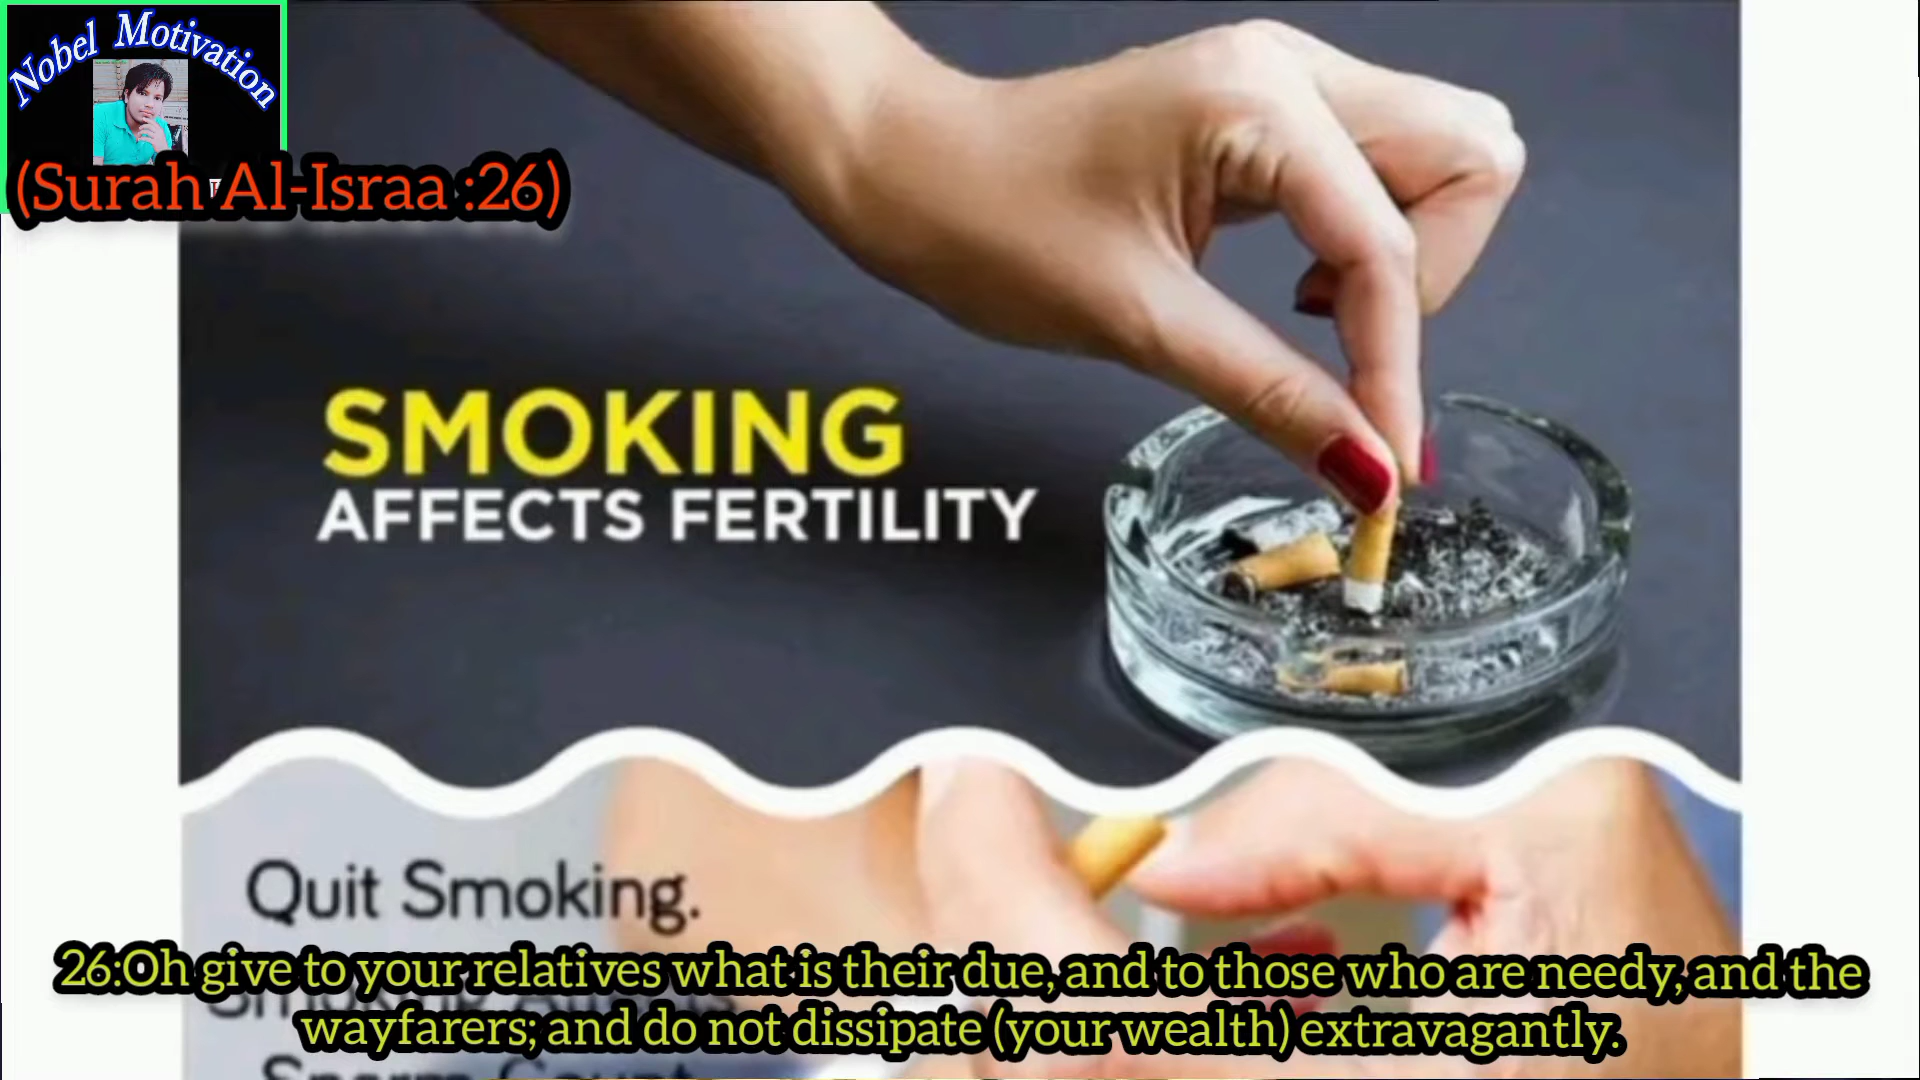 Nobel Motivation
(Surah Al-Israa :26)
SMOKING
AFFECTS FERTILITY
Quit Smoking.
26:Oh give to your relatives what is their due, and to those who are needy, and the
wayfarers; and do not dissipate (your wealth) extravagantly.